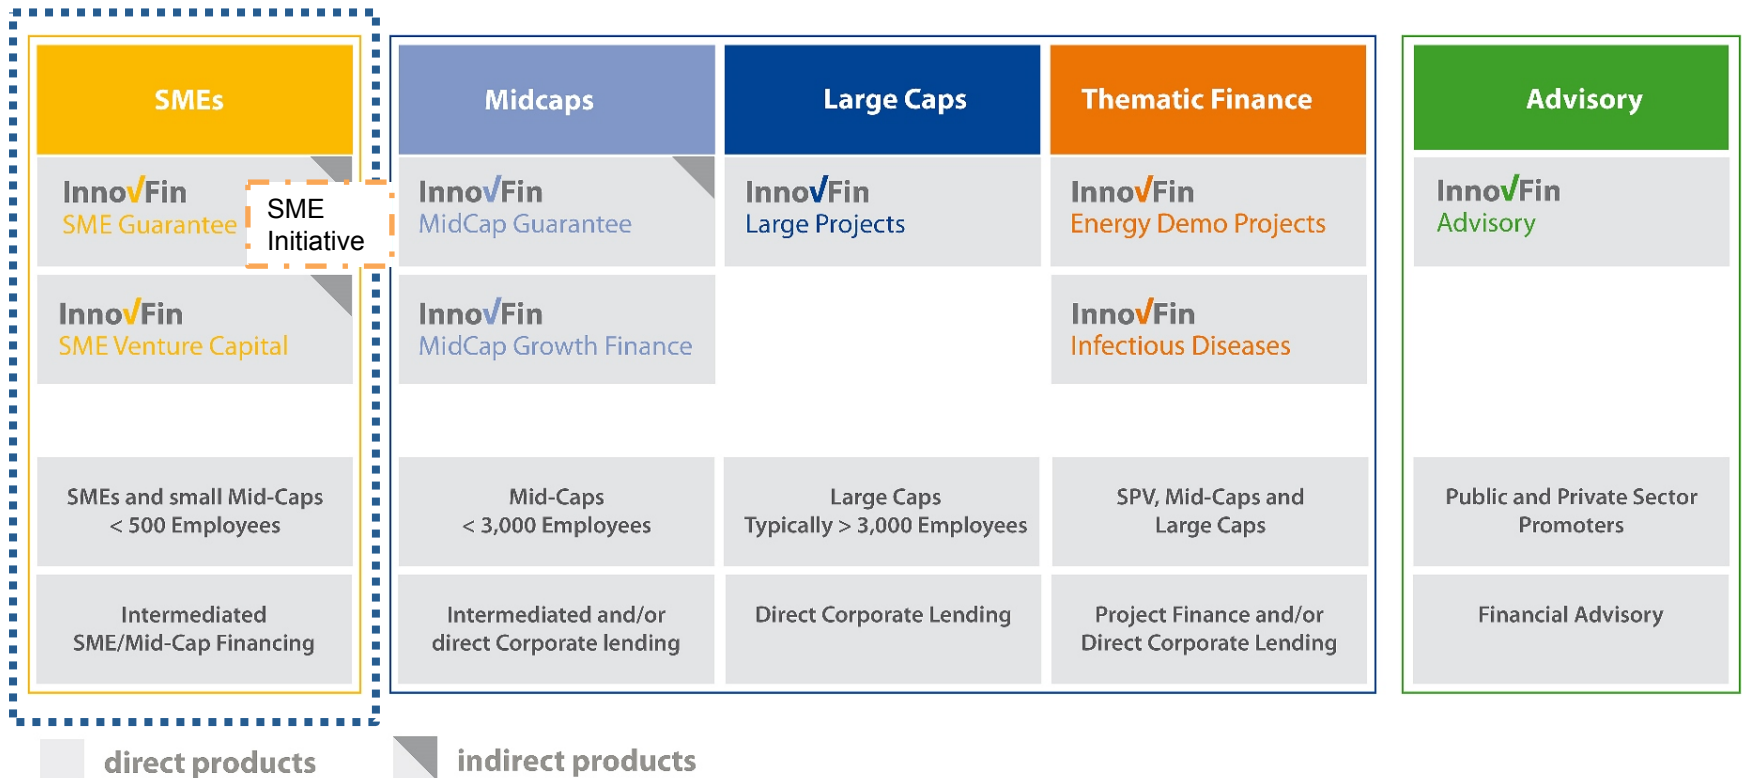 SMEs
Midcaps
Large Caps
Thematic Finance
Advisory
InnovFin
SME Guarantee
SME
Initiative
InnovFin
MidCap Guarantee
InnovFin
Large Projects
InnovFin
Energy Demo Projects
InnovFin
Advisory
InnovFin
SME Venture Capital
InnovFin
MidCap Growth Finance
InnovFin
Infectious Diseases
SMEs and small Mid-Caps
< 500 Employees
Mid-Caps
< 3,000 Employees
Large Caps
Typically > 3,000 Employees
SPV, Mid-Caps and
Large Caps
Public and Private Sector
Promoters
Intermediated
SME/Mid-Cap Financing
Intermediated and/or
direct Corporate lending
Direct Corporate Lending
Project Finance and/or
Direct Corporate Lending
Financial Advisory
direct products
indirect products